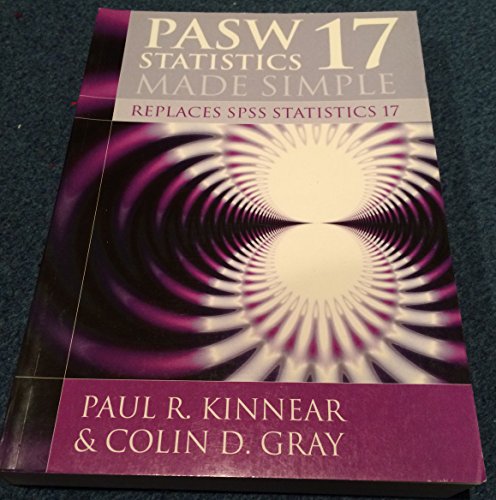 PASW 17
STATISTICS
MADE SIMPLE
REPLACES SPSS STATISTICS 17
PAUL R. KINNEAR
& COLIN D. GRAY